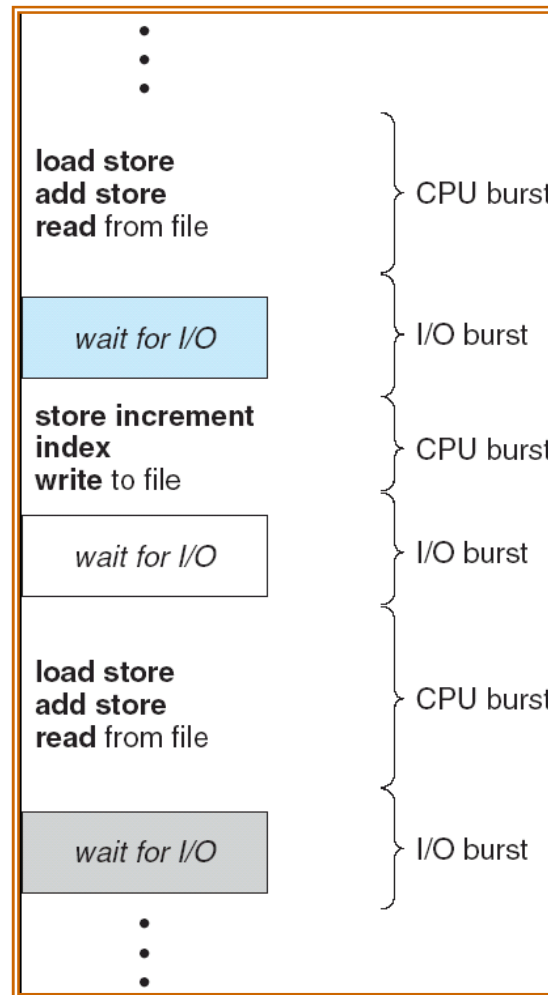 load store
add store
read from file
CPU burst
wait for I/O
I/O burst
store increment
index
write to file
CPU burst
wait for I/O
I/O burst
load store
add store
read from file
CPU burst
wait for I/O
I/O burst